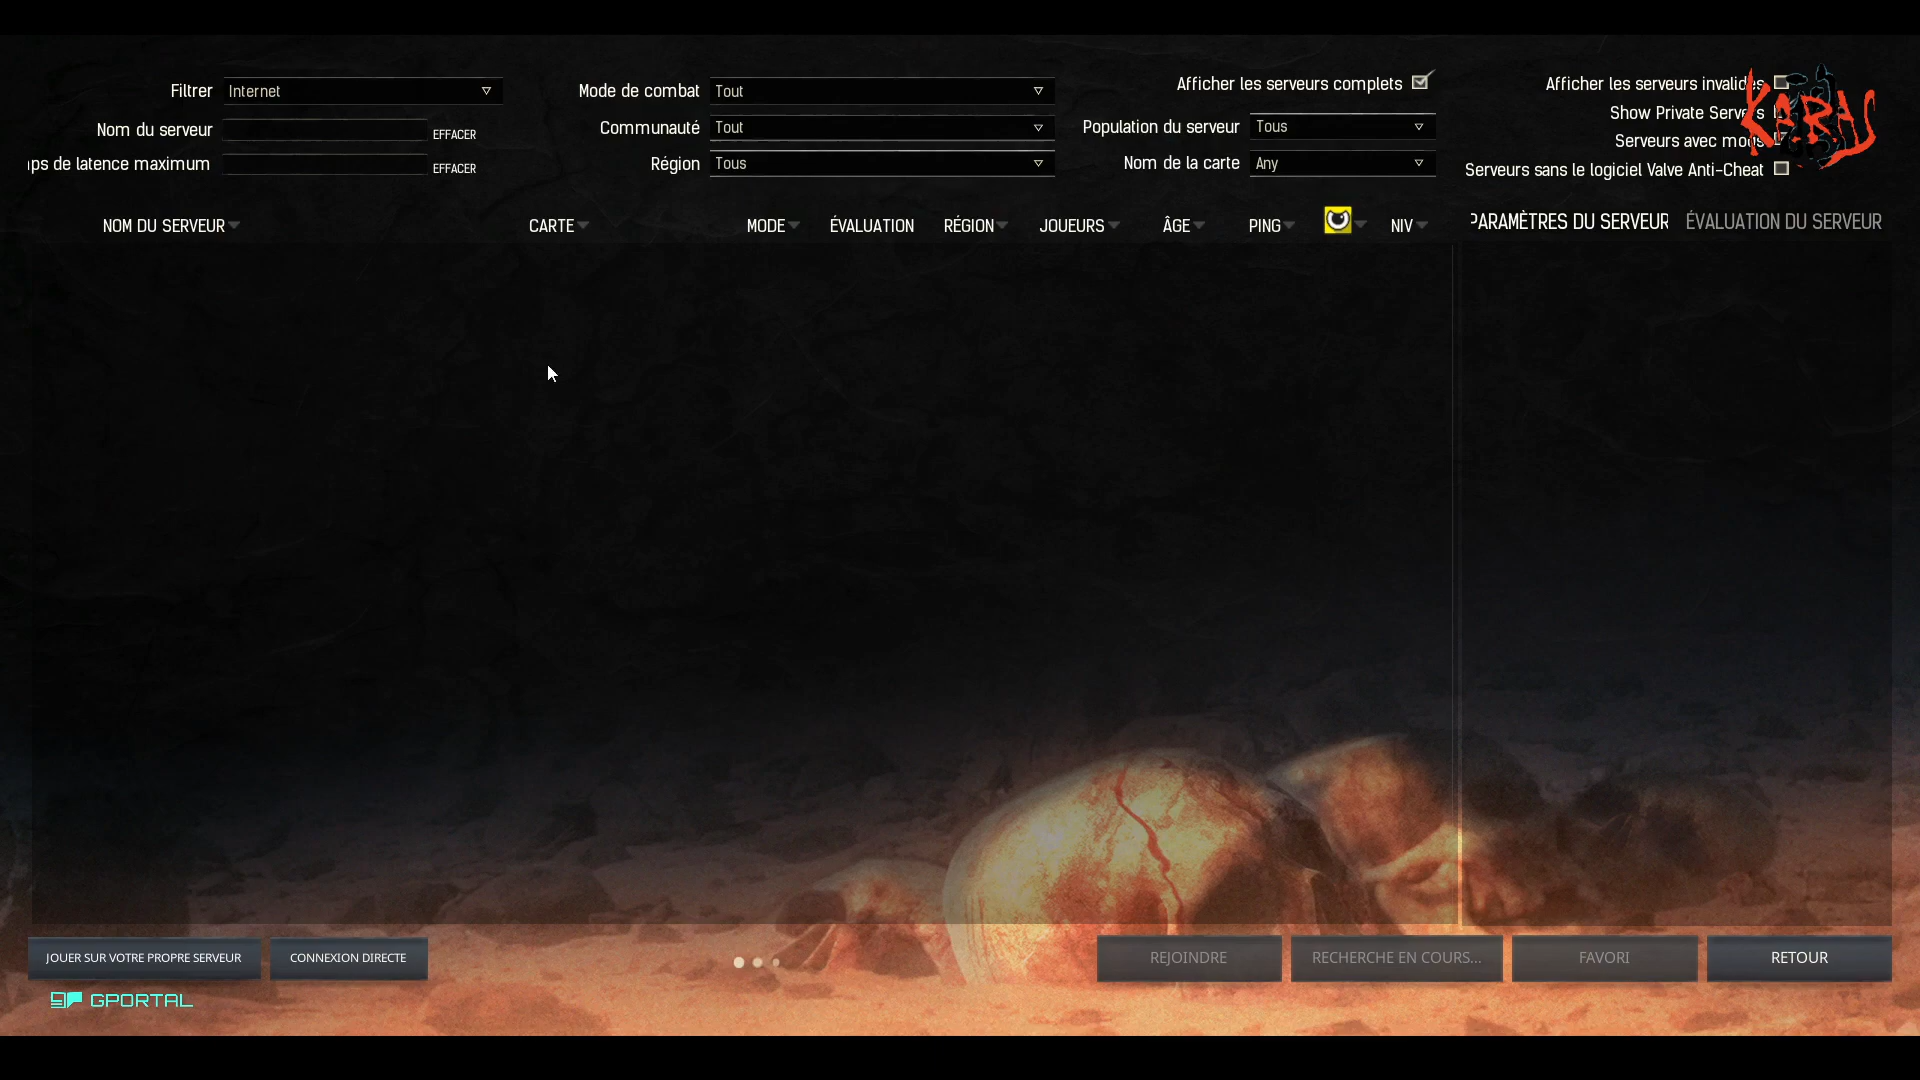 Filtrer Internet
Mode de combat Tout
Afficher les serveurs complets
Afficher les serveurs invalides
Nom du serveur EFFACER
Communauté Tout
Population du serveur Tous
Show Private Servers
Serveurs avec mods
ps de latence maximum EFFACER
Région Tous
Nom de la carte Any
Serveurs sans le logiciel Valve Anti-Cheat
KARAS
NOM DU SERVEUR CARTE MODE ÉVALUATION RÉGION JOUEURS ÂGE PING NIV
PARAMÈTRES DU SERVEUR ÉVALUATION DU SERVEUR
JOUER SUR VOTRE PROPRE SERVEUR CONNEXION DIRECTE REJOINDRE RECHERCHE EN COURS... FAVORI RETOUR
GPORTAL